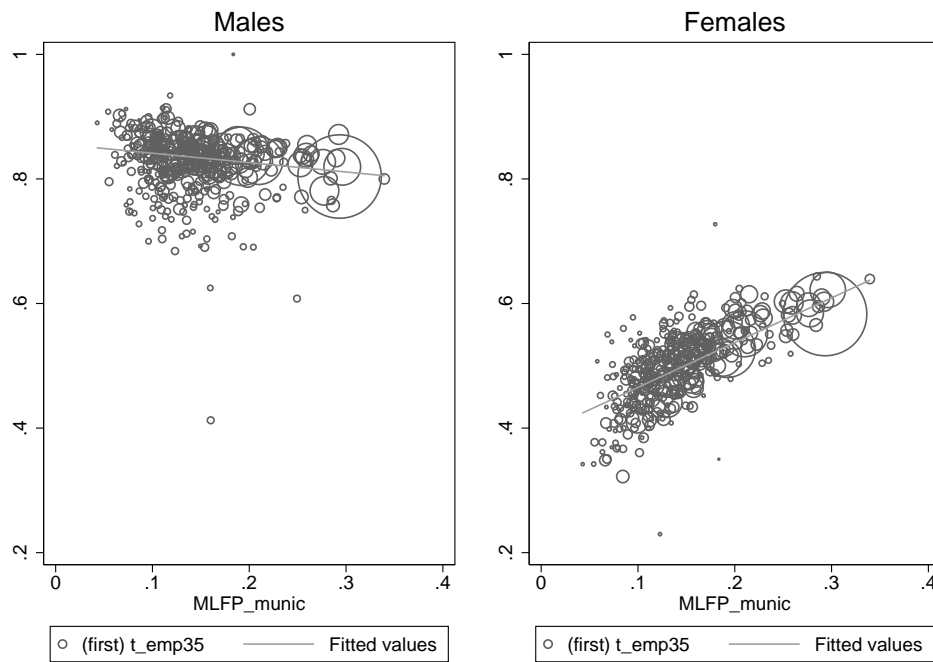 Males
1
.8
.6
.4
.2
0
.1
.2
.3
.4
MLFP_munic
(first) t_emp35
Fitted values
Females
1
.8
.6
.4
.2
0
.1
.2
.3
.4
MLFP_munic
(first) t_emp35
Fitted values